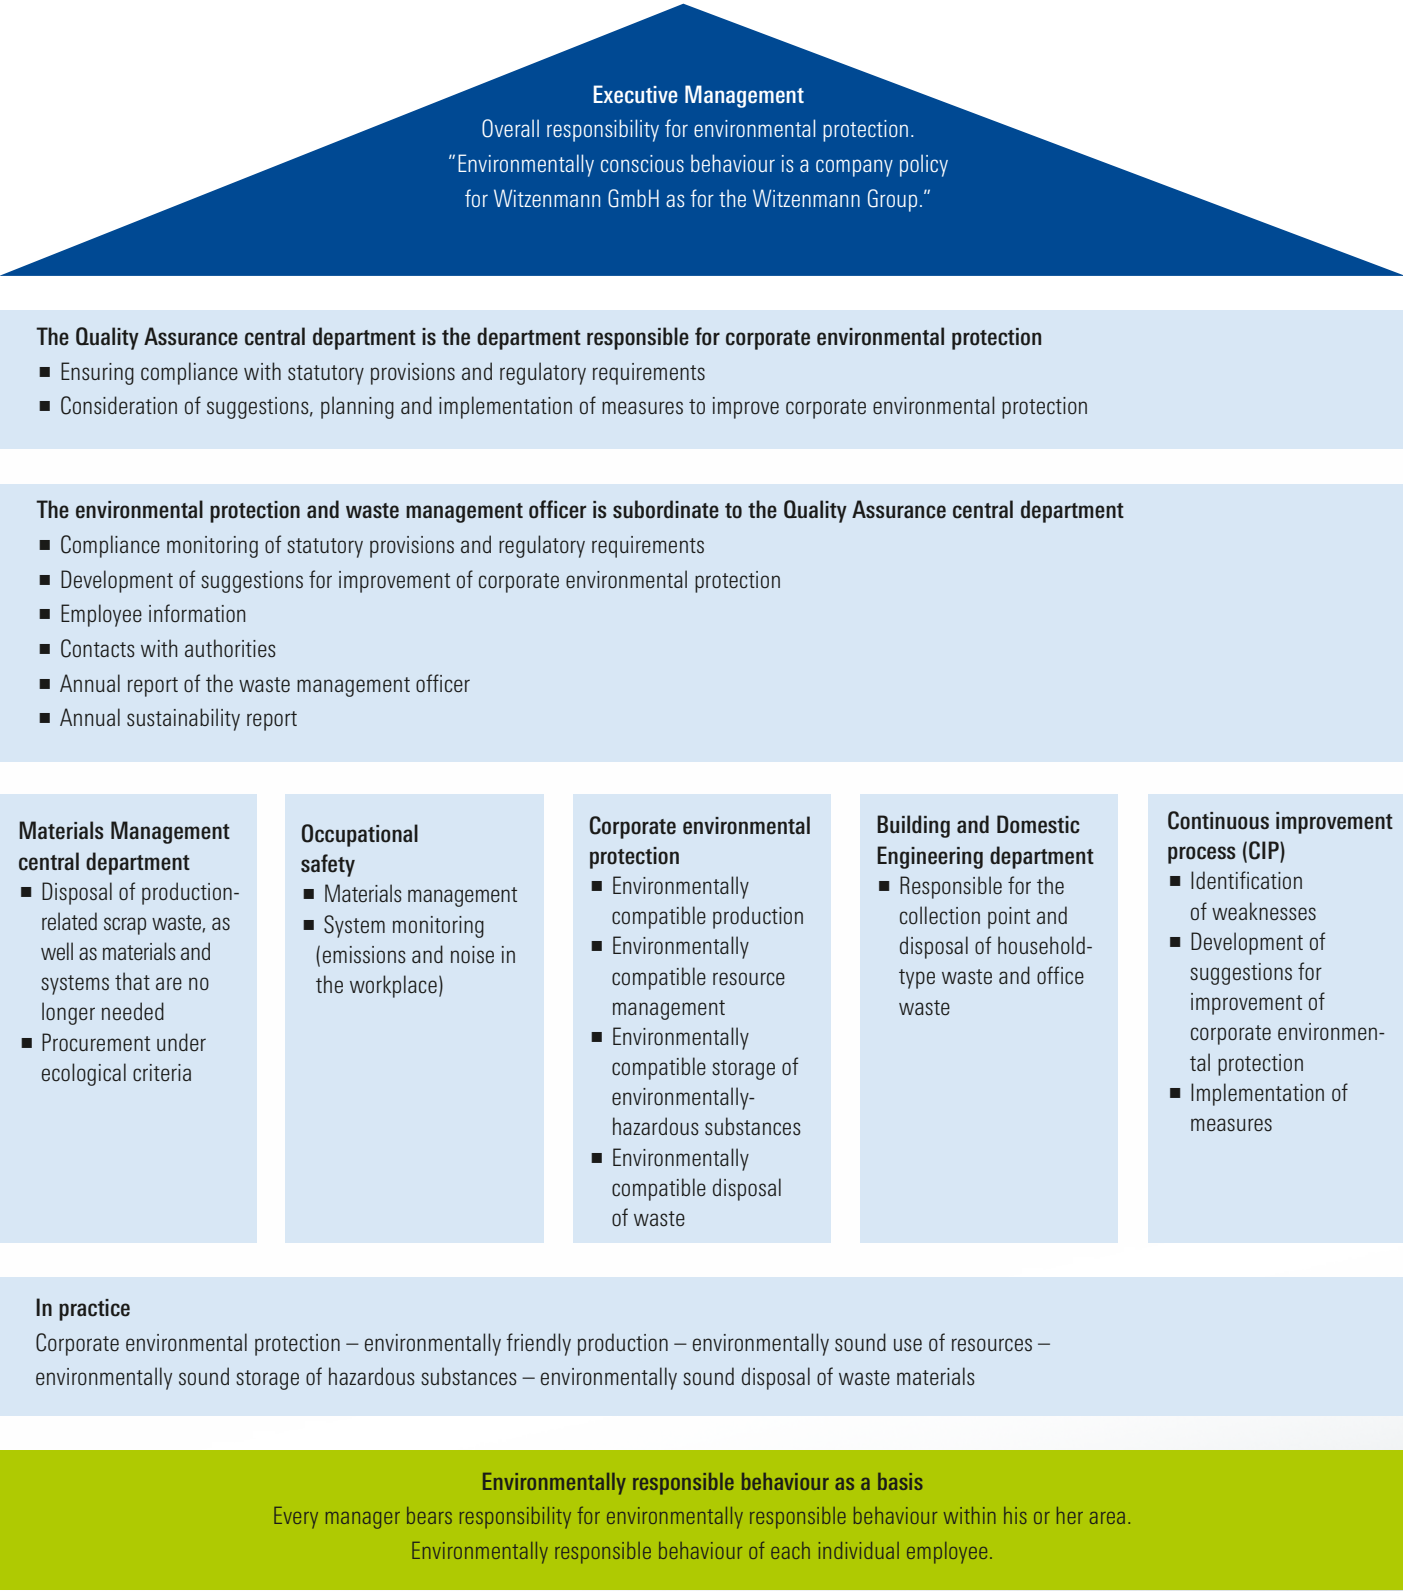 Executive Management
Overall responsibility for environmental protection.
“Environmentally conscious behaviour is a company policy
for Witzenmann GmbH as for the Witzenmann Group.”
The Quality Assurance central department is the department responsible for corporate environmental protection
■ Ensuring compliance with statutory provisions and regulatory requirements
■ Consideration of suggestions, planning and implementation of measures to improve corporate environmental protection
The environmental protection and waste management officer is subordinate to the Quality Assurance central department
■ Compliance monitoring of statutory provisions and regulatory requirements
■ Development of suggestions for improvement of corporate environmental protection
■ Employee information
■ Contacts with authorities
■ Annual report of the waste management officer
■ Annual sustainability report
Materials Management
central department
■ Disposal of production-
related scrap waste, as
well as materials and
systems that are no
longer needed
■ Procurement under
ecological criteria
Occupational
safety
■ Materials management
■ System monitoring
(emissions and noise in
the workplace)
Corporate environmental
protection
■ Environmentally
compatible production
■ Environmentally
compatible resource
management
■ Environmentally
compatible storage of
environmentally-
hazardous substances
■ Environmentally
compatible disposal
of waste
Building and Domestic
Engineering department
■ Responsible for the
collection point and
disposal of household-
type waste and office
waste
Continuous improvement
process (CIP)
■ Identification
of weaknesses
■ Development of
suggestions for
improvement of
corporate environmen-
tal protection
■ Implementation of
measures
In practice
Corporate environmental protection – environmentally friendly production – environmentally sound use of resources –
environmentally sound storage of hazardous substances – environmentally sound disposal of waste materials
Environmentally responsible behaviour as a basis
Every manager bears responsibility for environmentally responsible behaviour within his or her area.
Environmentally responsible behaviour of each individual employee.